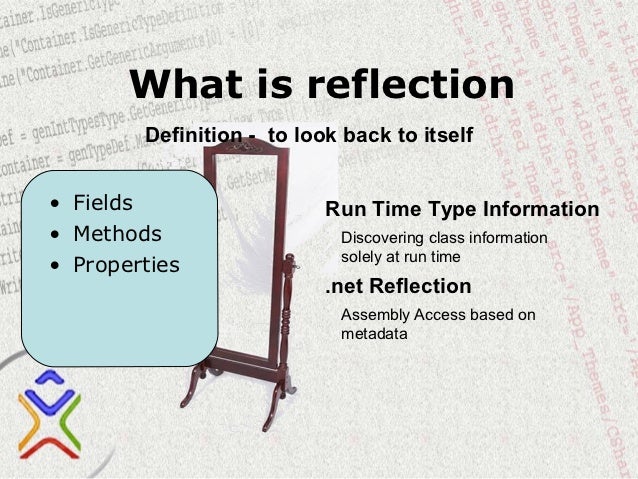 What is reflection
Definition - to look back to itself
• Fields
• Methods
• Properties
Run Time Type Information
Discovering class information
solely at run time
.net Reflection
Assembly Access based on
metadata